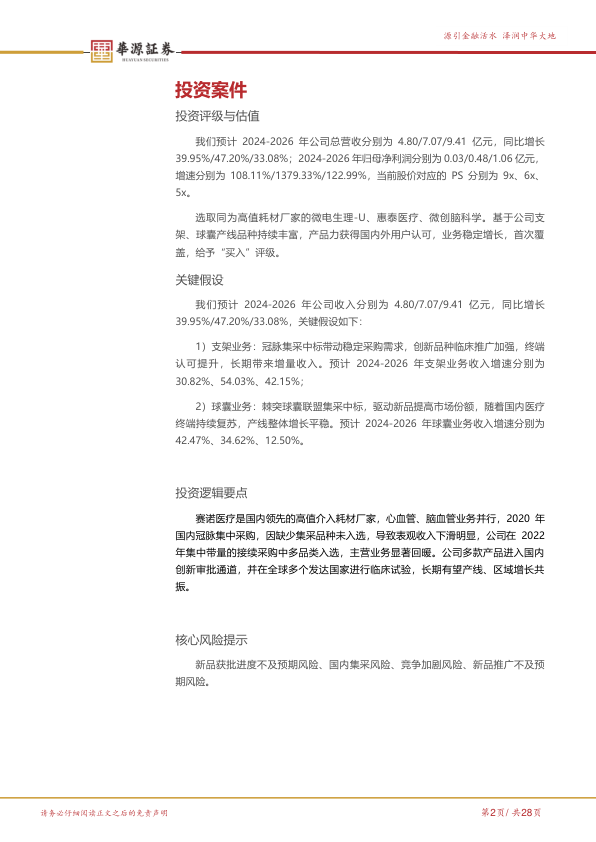 源引金融活水 泽润中华大地
華源証券
HUAYUAN SECURITIES
投资案件
投资评级与估值
我们预计 2024-2026 年公司总营收分别为 4.80/7.07/9.41 亿元，同比增长
39.95%/47.20%/33.08%；2024-2026 年归母净利润分别为 0.03/0.48/1.06 亿元，
增速分别为 108.11%/1379.33%/122.99%，当前股价对应的 PS 分别为 9x、6x、
5x。
选取同为高值耗材厂家的微电生理-U、惠泰医疗、微创脑科学。基于公司支
架、球囊产线品种持续丰富，产品力获得国内外用户认可，业务稳定增长，首次覆
盖，给予“买入”评级。
关键假设
我们预计 2024-2026 年公司收入分别为 4.80/7.07/9.41 亿元，同比增长
39.95%/47.20%/33.08%，关键假设如下：
1）支架业务：冠脉集采中标带动稳定采购需求，创新品种临床推广加强，终端
认可提升，长期带来增量收入。预计 2024-2026 年支架业务收入增速分别为
30.82%、54.03%、42.15%；
2）球囊业务：棘突球囊联盟集采中标，驱动新品提高市场份额，随着国内医疗
终端持续复苏，产线整体增长平稳。预计 2024-2026 年球囊业务收入增速分别为
42.47%、34.62%、12.50%。
投资逻辑要点
赛诺医疗是国内领先的高值介入耗材厂家，心血管、脑血管业务并行，2020 年
国内冠脉集中采购，因缺少集采品种未入选，导致表观收入下滑明显，公司在 2022
年集中带量的接续采购中多品类入选，主营业务显著回暖。公司多款产品进入国内
创新审批通道，并在全球多个发达国家进行临床试验，长期有望产线、区域增长共
振。
核心风险提示
新品获批进度不及预期风险、国内集采风险、竞争加剧风险、新品推广不及预
期风险。
请务必仔细阅读正文之后的免责声明
第2页/ 共28页